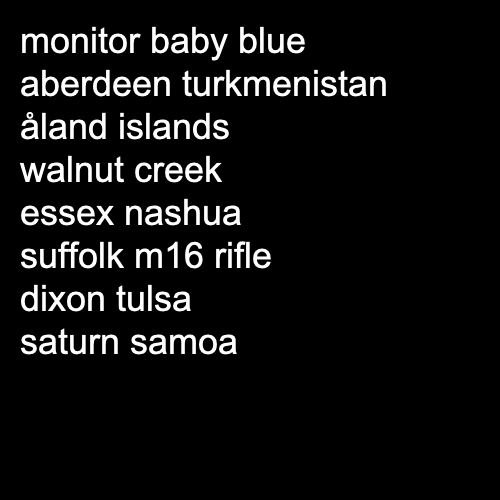 monitor baby blue
aberdeen turkmenistan
åland islands
walnut creek
essex nashua
suffolk m16 rifle
dixon tulsa
saturn samoa